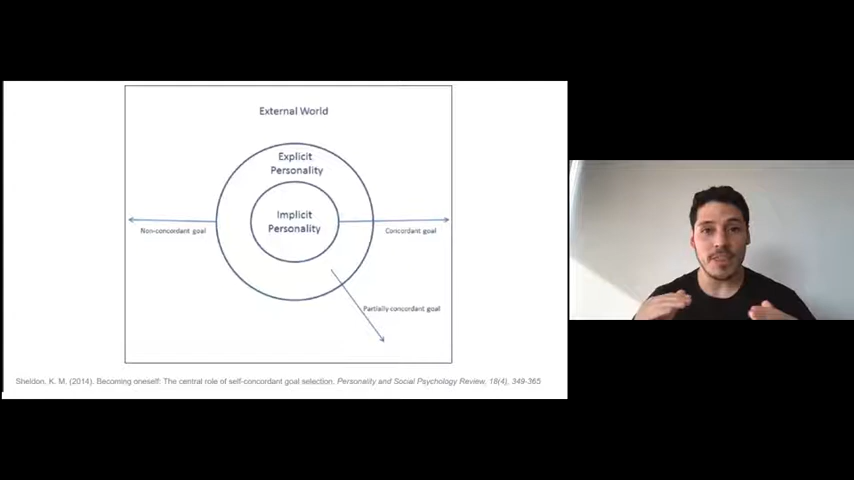 External World
Explicit
Personality
Implicit
Personality
Non-concordant goal
Concordant goal
Partially concordant goal
Sheldon, K. M. (2014). Becoming oneself: The central role of self-concordant goal selection. Personality and Social Psychology Review, 18(4), 349-365